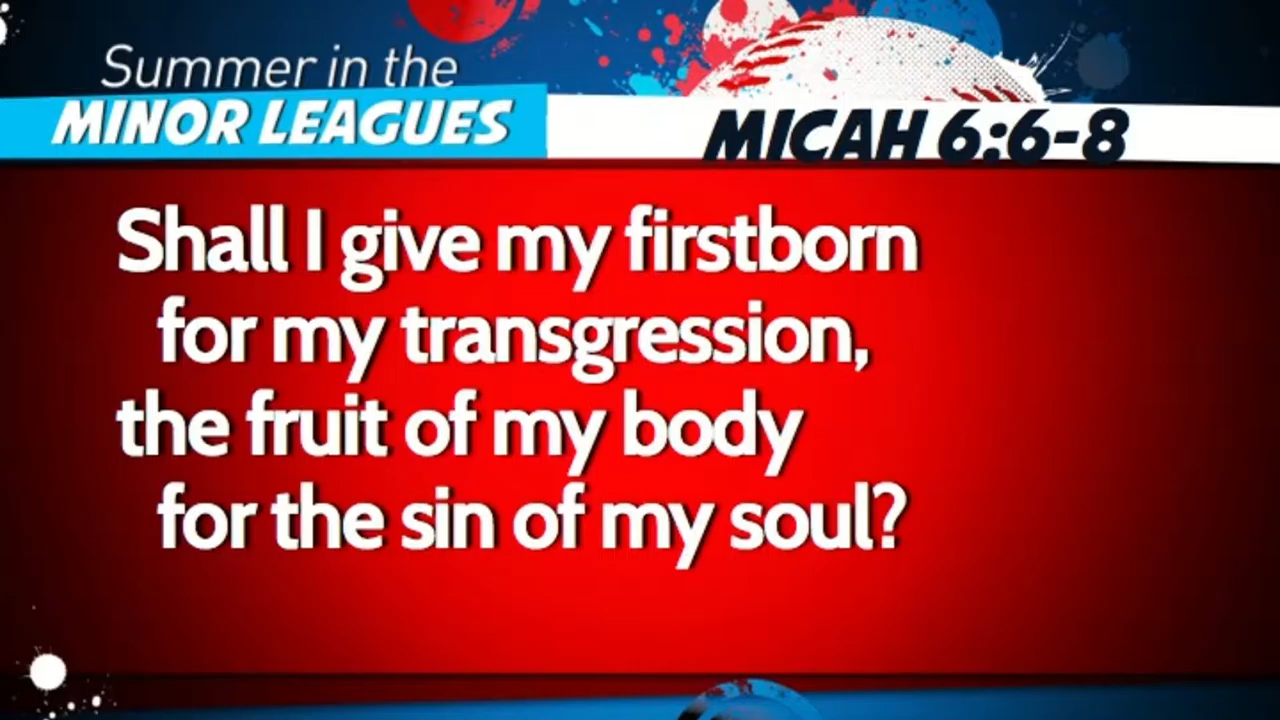 Summer in the
MINOR LEAGUES
MICAH 6:6-8
Shall I give my firstborn
for my transgression,
the fruit of my body
for the sin of my soul?